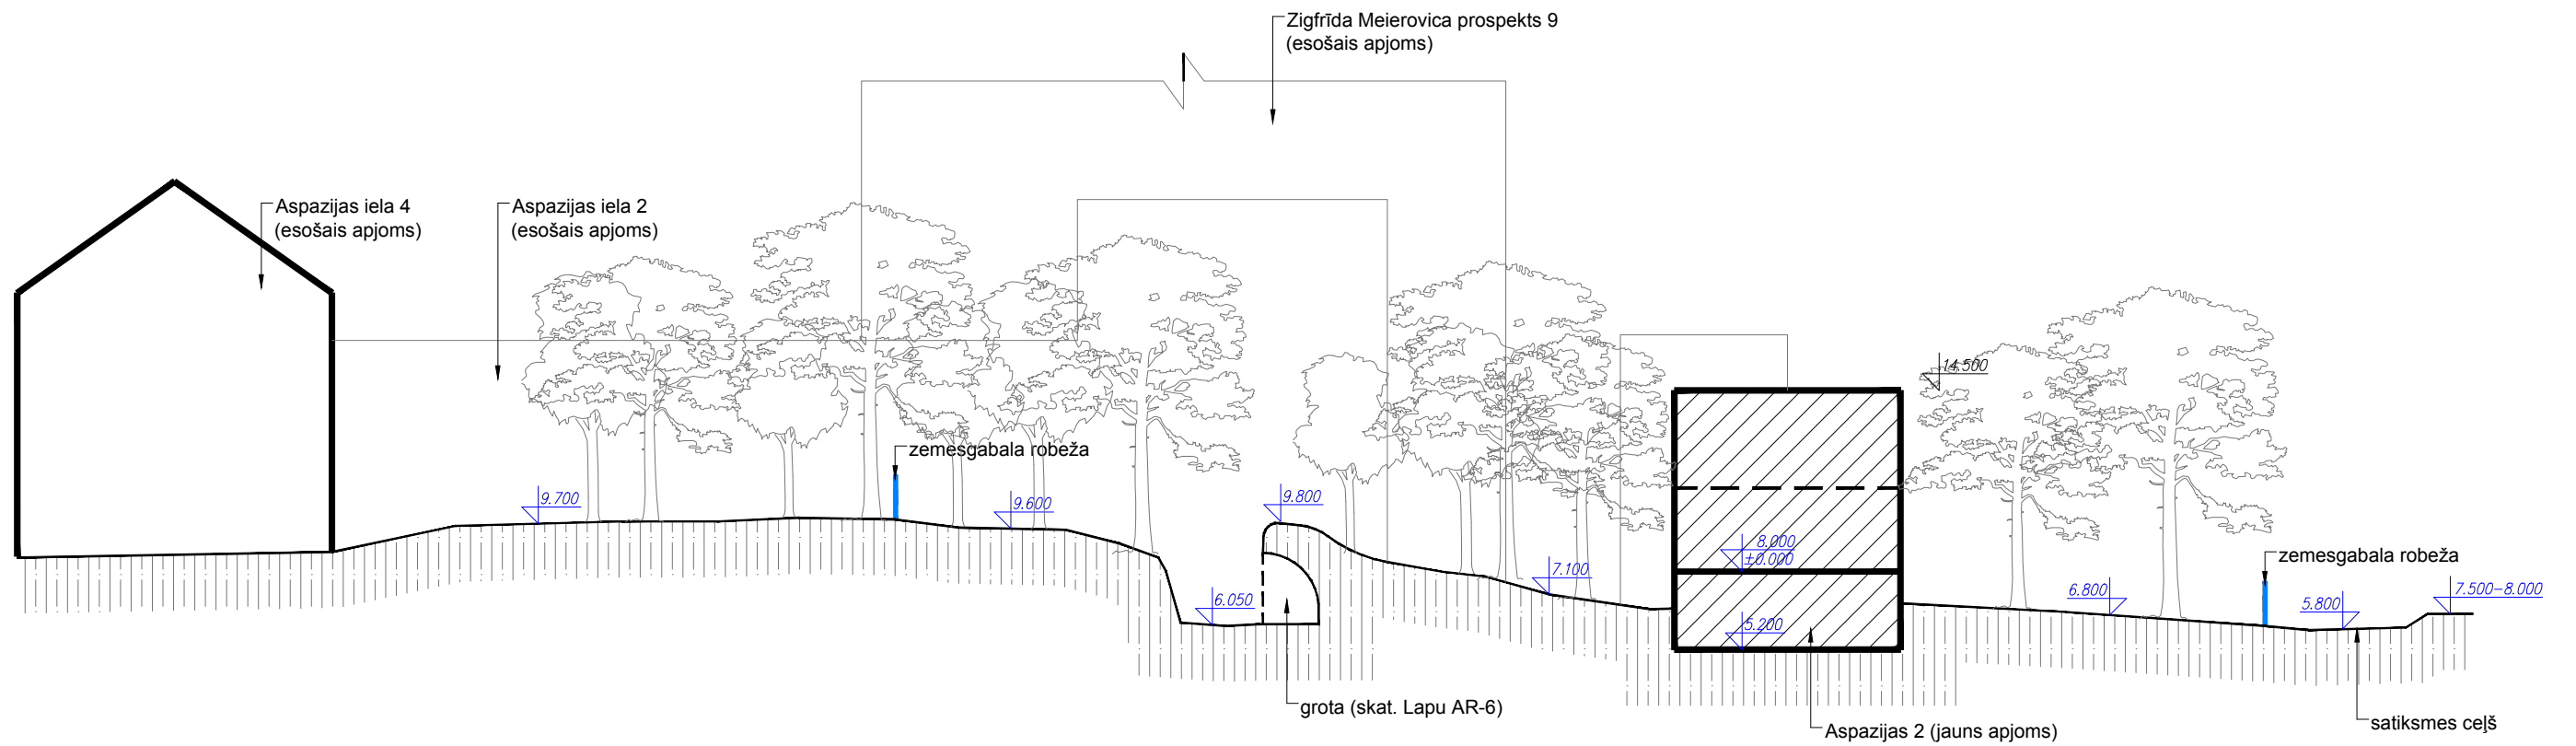 Zigfrīda Meierovica prospekts 9
(esošais apjoms)
Aspazijas iela 4
(esošais apjoms)
Aspazijas iela 2
(esošais apjoms)
14.500
zemesgabala robeža
9.700
9.600
9.800
8.000
±0.000
7.100
zemesgabala robeža
6.050
6.800
5.800
7.500-8.000
5.200
grota (skat. Lapu AR-6)
Aspazijas 2 (jauns apjoms)
satiksmes ceļš